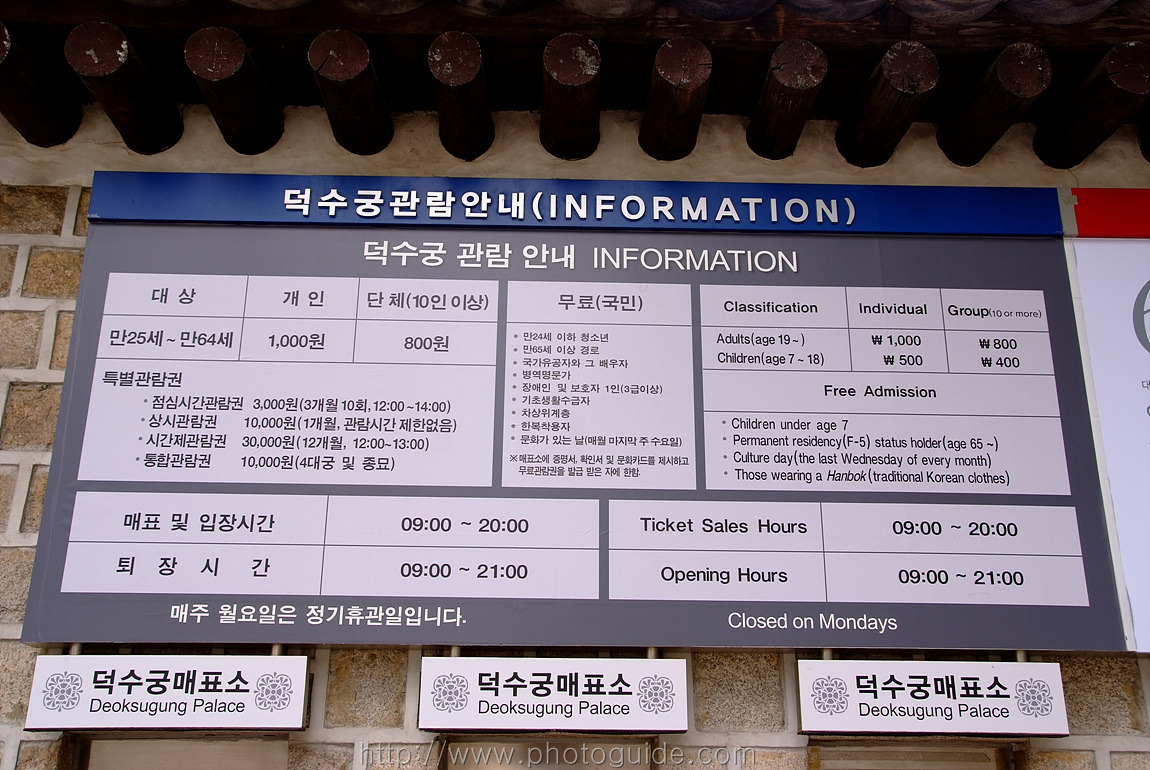 덕수궁관람안내(INFORMATION)
덕수궁 관람 안내 INFORMATION
대 상 개 인 단 체(10인 이상)
만25세~만64세 1,000원 800원
특별관람권
• 점심시간관람권 3,000원(3개월 10회, 12:00~14:00)
• 상시관람권 10,000원(1개월, 관람시간 제한없음)
• 시간제관람권 30,000원(12개월, 12:00~13:00)
• 통합관람권 10,000원(4대궁 및 종묘)
무료(국민)
• 만24세 이하 청소년
• 만65세 이상 경로
• 국가유공자와 그 배우자
• 병역명문가
• 장애인 및 보호자 1인(3급이상)
• 기초생활수급자
• 차상위계층
• 한복착용자
• 문화가 있는 날(매월 마지막 주 수요일)
※ 매표소에 증명서, 확인서 및 문화카드를 제시하고
무료관람권을 발급 받은 자에 한함.
Classification Individual Group(10 or more)
Adults(age 19~) ₩ 1,000 ₩ 800
Children(age 7~18) ₩ 500 ₩ 400
Free Admission
• Children under age 7
• Permanent residency(F-5) status holder(age 65 ~)
• Culture day(the last Wednesday of every month)
• Those wearing a Hanbok(traditional Korean clothes)
매표 및 입장시간 09:00 ~ 20:00
퇴 장 시 간 09:00 ~ 21:00
Ticket Sales Hours 09:00 ~ 20:00
Opening Hours 09:00 ~ 21:00
매주 월요일은 정기휴관일입니다.
Closed on Mondays
덕수궁매표소
Deoksugung Palace
덕수궁매표소
Deoksugung Palace
덕수궁매표소
Deoksugung Palace
http://www.photoguide.com